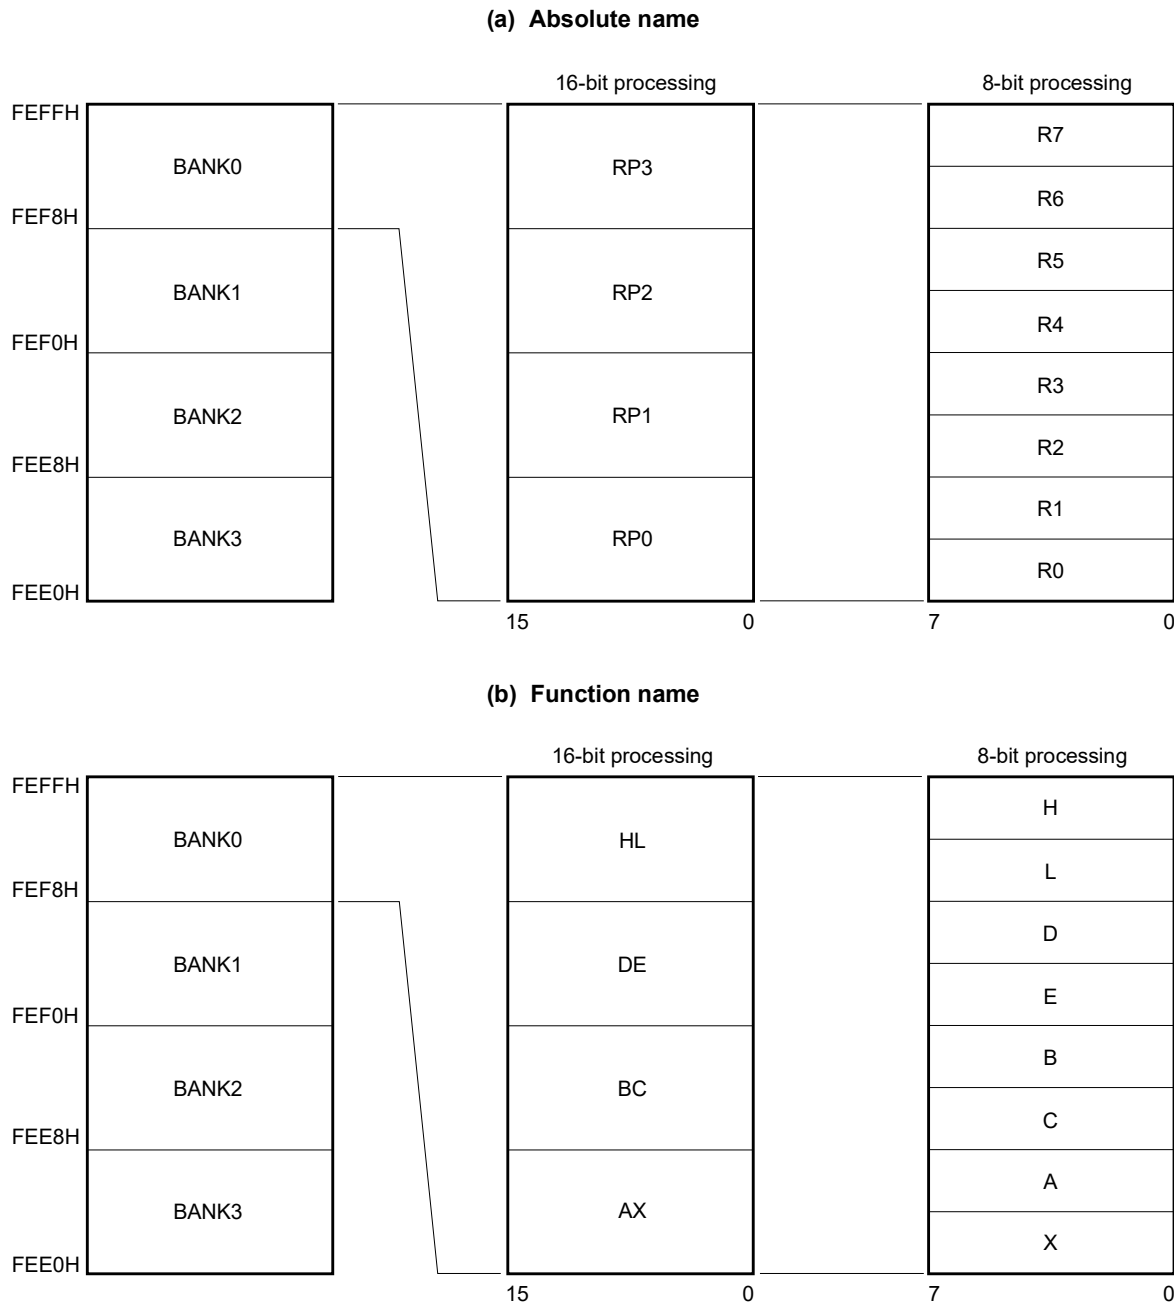 (a) Absolute name
16-bit processing 8-bit processing
FEFFH
R7
BANK0 RP3
R6
FEF8H
R5
BANK1 RP2
R4
FEF0H
R3
BANK2 RP1
R2
FEE8H
R1
BANK3 RP0
R0
FEE0H
15 0 7 0
(b) Function name
16-bit processing 8-bit processing
FEFFH
H
BANK0 HL
L
FEF8H
D
BANK1 DE
E
FEF0H
B
BANK2 BC
C
FEE8H
A
BANK3 AX
X
FEE0H
15 0 7 0